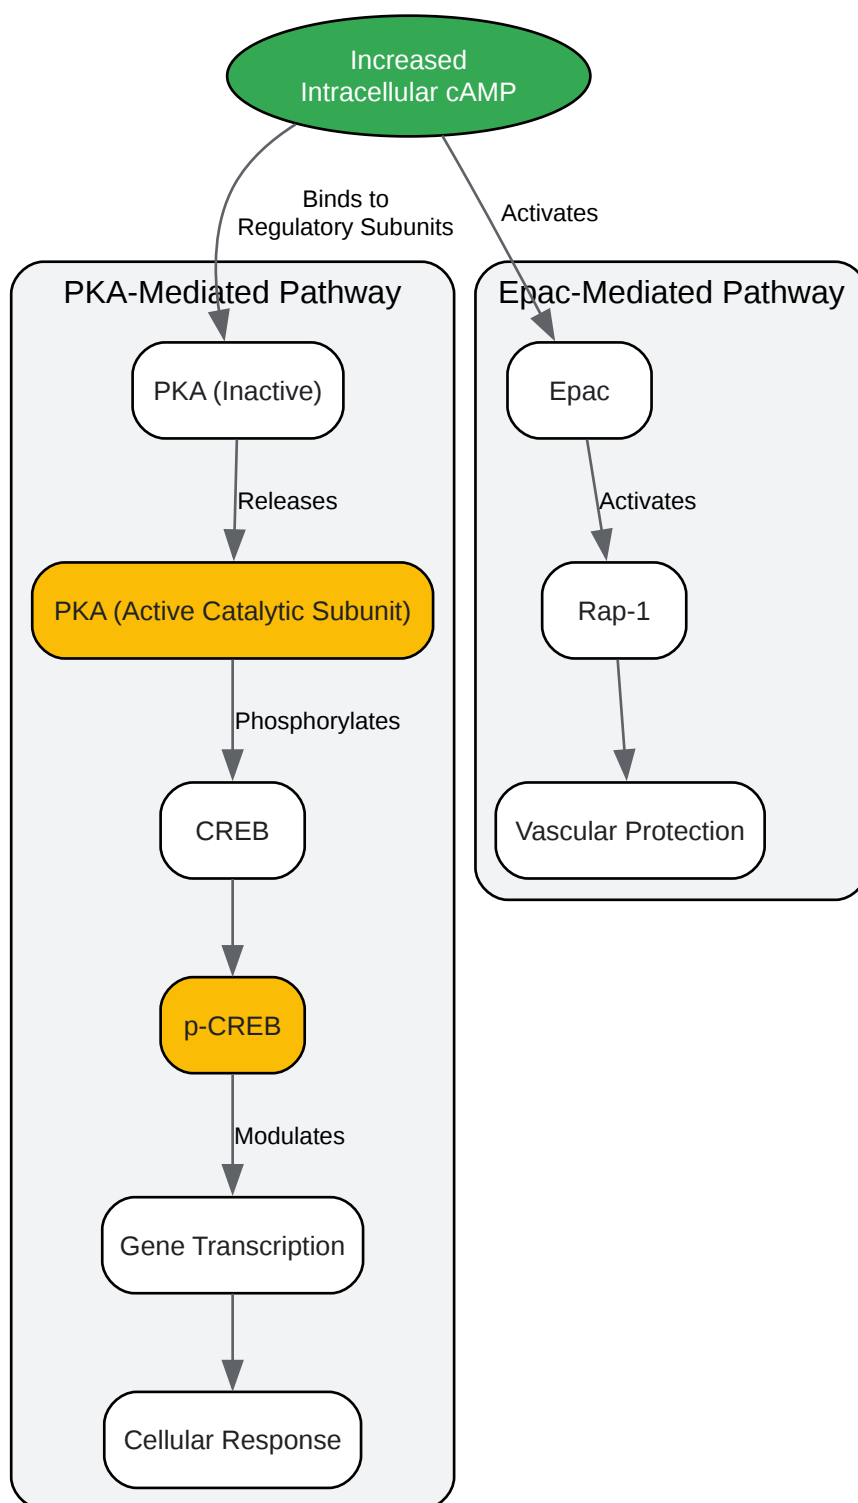 Increased
Intracellular cAMP
Binds to
Regulatory Subunits
Activates
PKA-Mediated Pathway
Epac-Mediated Pathway
PKA (Inactive)
Epac
Releases
Activates
PKA (Active Catalytic Subunit)
Rap-1
Phosphorylates
CREB
Vascular Protection
p-CREB
Modulates
Gene Transcription
Cellular Response